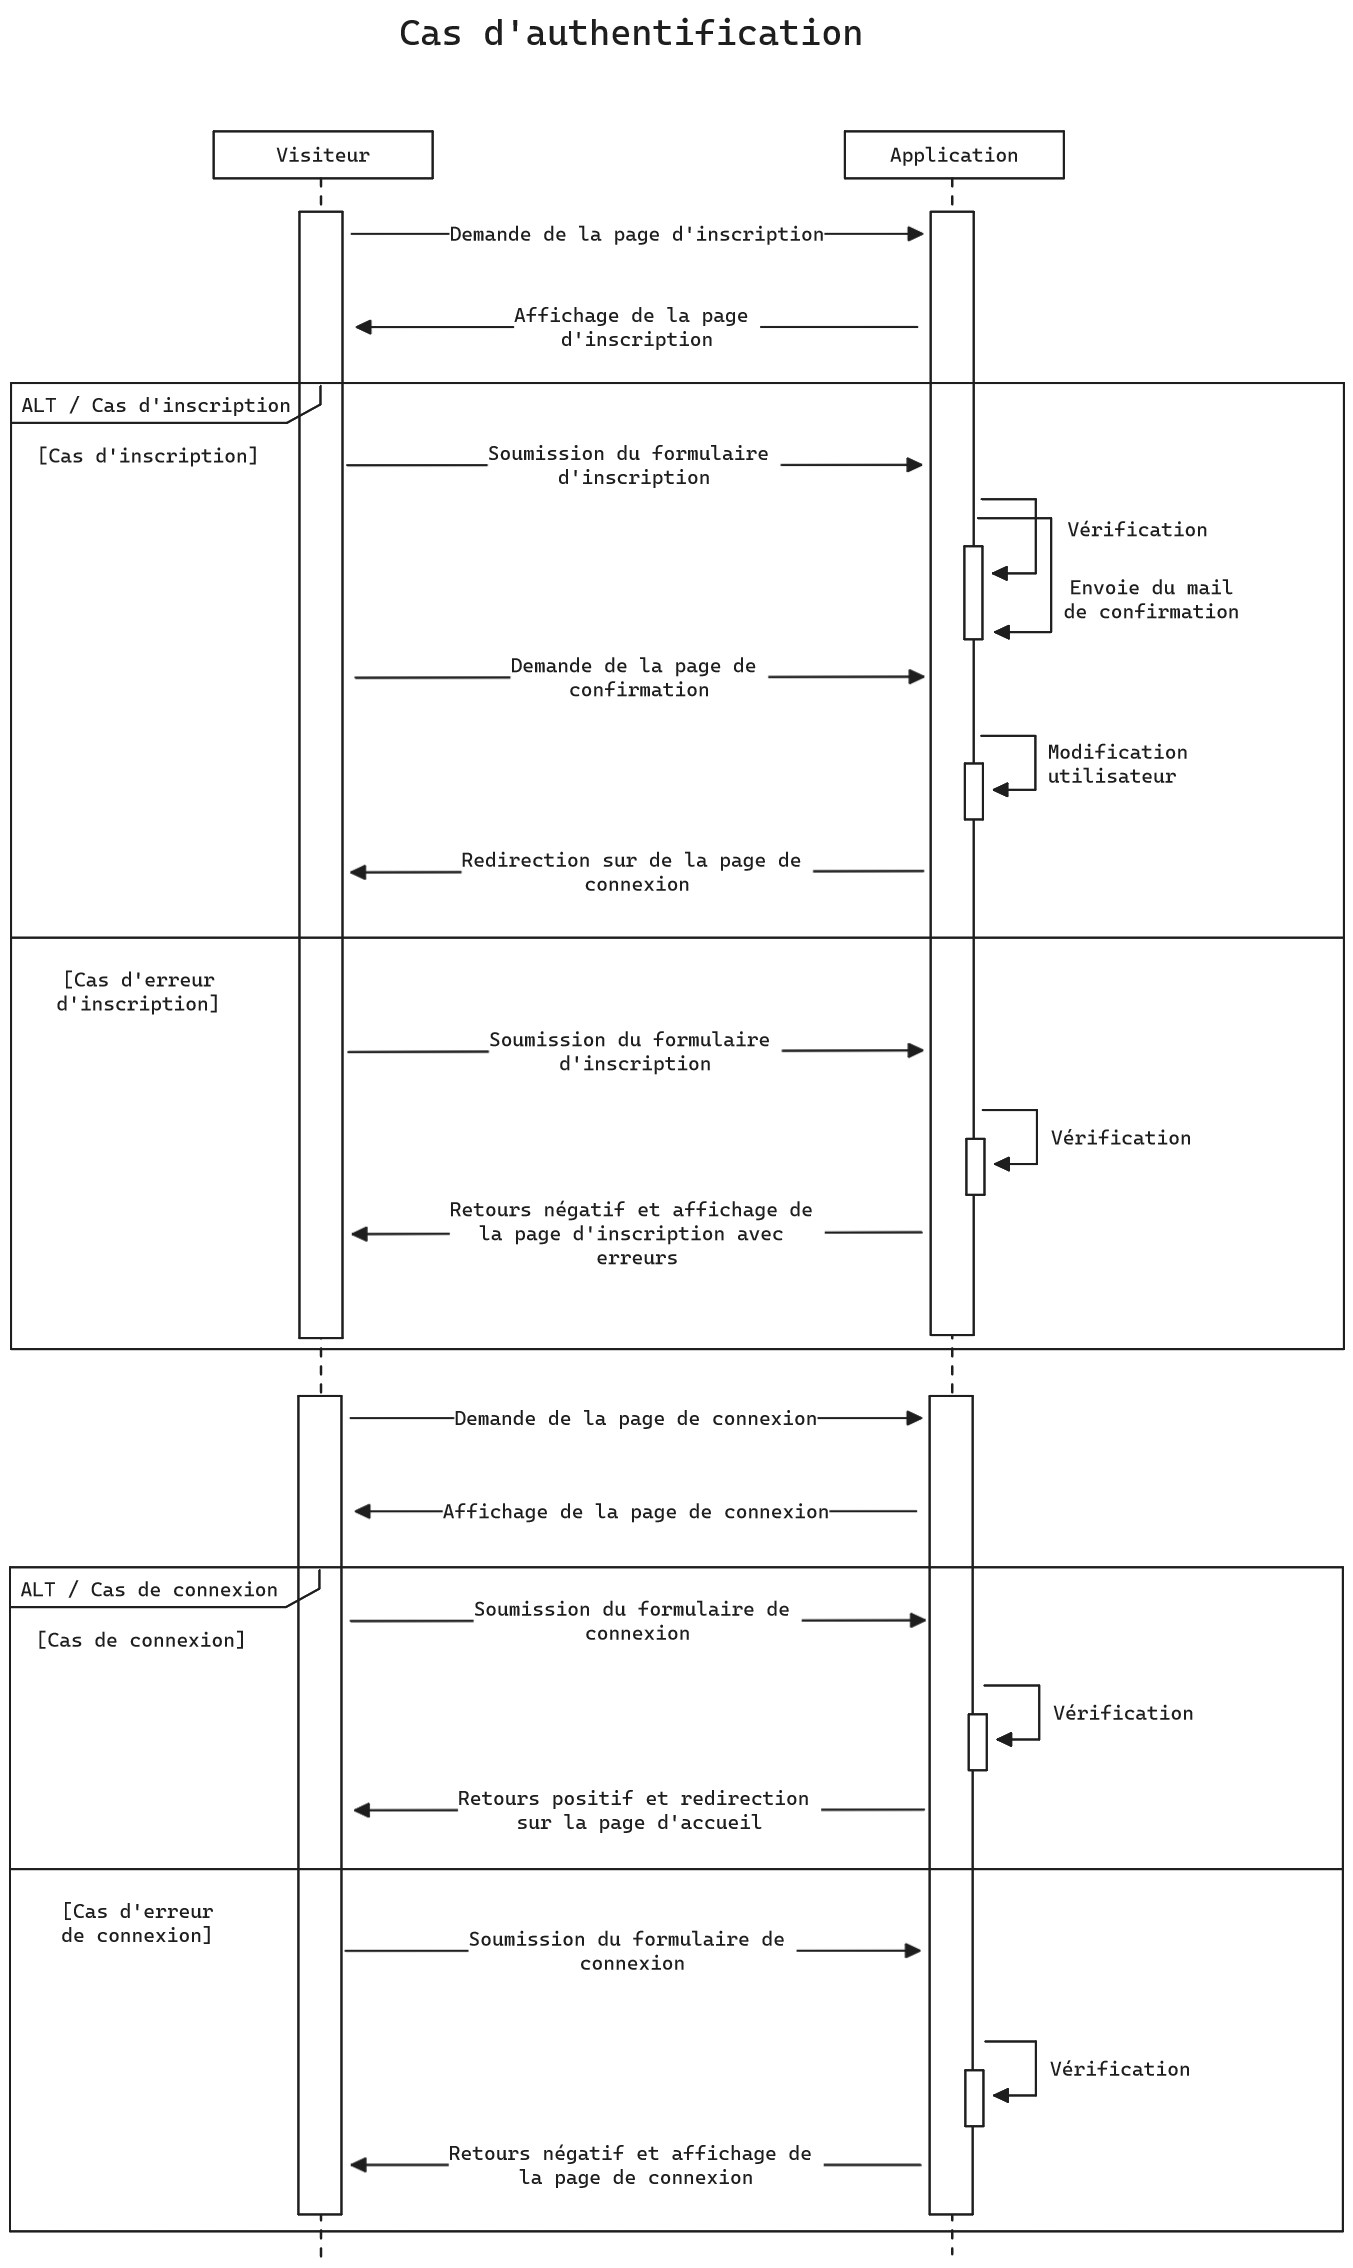 Cas d'authentification
Visiteur
Application
Demande de la page d'inscription
Affichage de la page
d'inscription
ALT / Cas d'inscription
[Cas d'inscription]
Soumission du formulaire
d'inscription
Vérification
Envoie du mail
de confirmation
Demande de la page de
confirmation
Modification
utilisateur
Redirection sur de la page de
connexion
[Cas d'erreur
d'inscription]
Soumission du formulaire
d'inscription
Vérification
Retours négatif et affichage de
la page d'inscription avec
erreurs
Demande de la page de connexion
Affichage de la page de connexion
ALT / Cas de connexion
[Cas de connexion]
Soumission du formulaire de
connexion
Vérification
Retours positif et redirection
sur la page d'accueil
[Cas d'erreur
de connexion]
Soumission du formulaire de
connexion
Vérification
Retours négatif et affichage de
la page de connexion